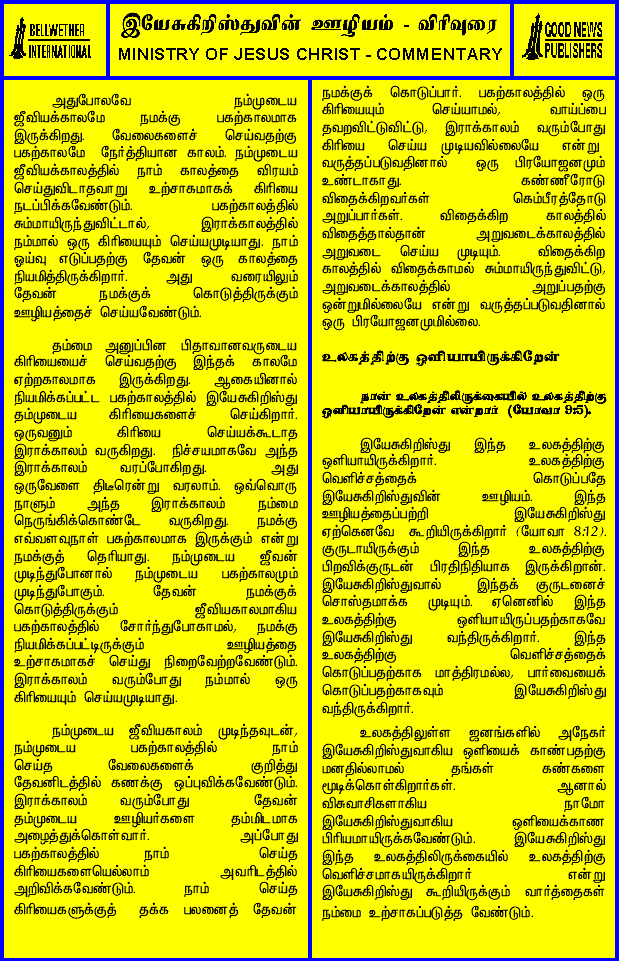 BELLWETHER
INTERNATIONAL
இயேசுகிறிஸ்துவின் ஊழியம் - விரிவுரை
MINISTRY OF JESUS CHRIST - COMMENTARY
GOOD NEWS
PUBLISHERS
அதுபோலவே நம்முடைய
ஜீவியக்காலமே நமக்கு பகற்காலமாக
இருக்கிறது. வேலைகளைச் செய்வதற்கு
பகற்காலமே நேர்த்தியான காலம். நம்முடைய
ஜீவியக்காலத்தில் நாம் காலத்தை விரயம்
செய்துவிடாதவாறு உற்சாகமாகக் கிரியை
நடப்பிக்கவேண்டும். பகற்காலத்தில்
சும்மாயிருந்துவிட்டால், இராக்காலத்தில்
நம்மால் ஒரு கிரியையும் செய்யமுடியாது. நாம்
ஓய்வு எடுப்பதற்கு தேவன் ஒரு காலத்தை
நியமித்திருக்கிறார். அது வரையிலும்
தேவன் நமக்குக் கொடுத்திருக்கும்
ஊழியத்தைச் செய்யவேண்டும்.
தம்மை அனுப்பின பிதாவானவருடைய
கிரியையைச் செய்வதற்கு இந்தக் காலமே
ஏற்றகாலமாக இருக்கிறது. ஆகையினால்
நியமிக்கப்பட்ட பகற்காலத்தில் இயேசுகிறிஸ்து
தம்முடைய கிரியைகளைச் செய்கிறார்.
ஒருவனும் கிரியை செய்யக்கூடாத
இராக்காலம் வருகிறது. நிச்சயமாகவே அந்த
இராக்காலம் வரப்போகிறது. அது
ஒருவேளை திடீரென்று வரலாம். ஒவ்வொரு
நாளும் அந்த இராக்காலம் நம்மை
நெருங்கிக்கொண்டே வருகிறது. நமக்கு
எவ்வளவுநாள் பகற்காலமாக இருக்கும் என்று
நமக்குத் தெரியாது. நம்முடைய ஜீவன்
முடிந்துபோனால் நம்முடைய பகற்காலமும்
முடிந்துபோகும். தேவன் நமக்குக்
கொடுத்திருக்கும் ஜீவியகாலமாகிய
பகற்காலத்தில் சோர்ந்துபோகாமல், நமக்கு
நியமிக்கப்பட்டிருக்கும் ஊழியத்தை
உற்சாகமாகச் செய்து நிறைவேற்றவேண்டும்.
இராக்காலம் வரும்போது நம்மால் ஒரு
கிரியையும் செய்யமுடியாது.
நம்முடைய ஜீவியகாலம் முடிந்தவுடன்,
நம்முடைய பகற்காலத்தில் நாம்
செய்த வேலைகளைக் குறித்து
தேவனிடத்தில் கணக்கு ஒப்புவிக்கவேண்டும்.
இராக்காலம் வரும்போது தேவன்
தம்முடைய ஊழியர்களை தம்மிடமாக
அழைத்துக்கொள்வார். அப்போது
பகற்காலத்தில் நாம் செய்த
கிரியைகளையெல்லாம் அவரிடத்தில்
அறிவிக்கவேண்டும். நாம் செய்த
கிரியைகளுக்குத் தக்க பலனைத் தேவன்
நமக்குக் கொடுப்பார். பகற்காலத்தில் ஒரு
கிரியையும் செய்யாமல், வாய்ப்பை
தவறவிட்டுவிட்டு, இராக்காலம் வரும்போது
கிரியை செய்ய முடியவில்லையே என்று
வருத்தப்படுவதினால் ஒரு பிரயோஜனமும்
உண்டாகாது. கண்ணீரோடு
விதைக்கிறவர்கள் கெம்பீரத்தோடு
அறுப்பார்கள். விதைக்கிற காலத்தில்
விதைத்தால்தான் அறுவடைக்காலத்தில்
அறுவடை செய்ய முடியும். விதைக்கிற
காலத்தில் விதைக்காமல் சும்மாயிருந்துவிட்டு,
அறுவடைக்காலத்தில் அறுப்பதற்கு
ஒன்றுமில்லையே என்று வருத்தப்படுவதினால்
ஒரு பிரயோஜனமுமில்லை.
உலகத்திற்கு ஒளியாயிருக்கிறேன்
நான் உலகத்திலிருக்கையில் உலகத்திற்கு
ஒளியாயிருக்கிறேன் என்றார் (யோவா 9:5).
இயேசுகிறிஸ்து இந்த உலகத்திற்கு
ஒளியாயிருக்கிறார். உலகத்திற்கு
வெளிச்சத்தைக் கொடுப்பதே
இயேசுகிறிஸ்துவின் ஊழியம். இந்த
ஊழியத்தைப்பற்றி இயேசுகிறிஸ்து
ஏற்கெனவே கூறியிருக்கிறார் (யோவா 8:12).
குருடாயிருக்கும் இந்த உலகத்திற்கு
பிறவிக்குருடன் பிரதிநிதியாக இருக்கிறான்.
இயேசுகிறிஸ்துவால் இந்தக் குருடனைச்
சொஸ்தமாக்க முடியும். ஏனெனில் இந்த
உலகத்திற்கு ஒளியாயிருப்பதற்காகவே
இயேசுகிறிஸ்து வந்திருக்கிறார். இந்த
உலகத்திற்கு வெளிச்சத்தைக்
கொடுப்பதற்காக மாத்திரமல்ல, பார்வையைக்
கொடுப்பதற்காகவும் இயேசுகிறிஸ்து
வந்திருக்கிறார்.
உலகத்திலுள்ள ஜனங்களில் அநேகர்
இயேசுகிறிஸ்துவாகிய ஒளியைக் காண்பதற்கு
மனதில்லாமல் தங்கள் கண்களை
மூடிக்கொள்கிறார்கள். ஆனால்
விசுவாசிகளாகிய நாமோ
இயேசுகிறிஸ்துவாகிய ஒளியைக்காண
பிரியமாயிருக்கவேண்டும். இயேசுகிறிஸ்து
இந்த உலகத்திலிருக்கையில் உலகத்திற்கு
வெளிச்சமாகயிருக்கிறார் என்று
இயேசுகிறிஸ்து கூறியிருக்கும் வார்த்தைகள்
நம்மை உற்சாகப்படுத்த வேண்டும்.